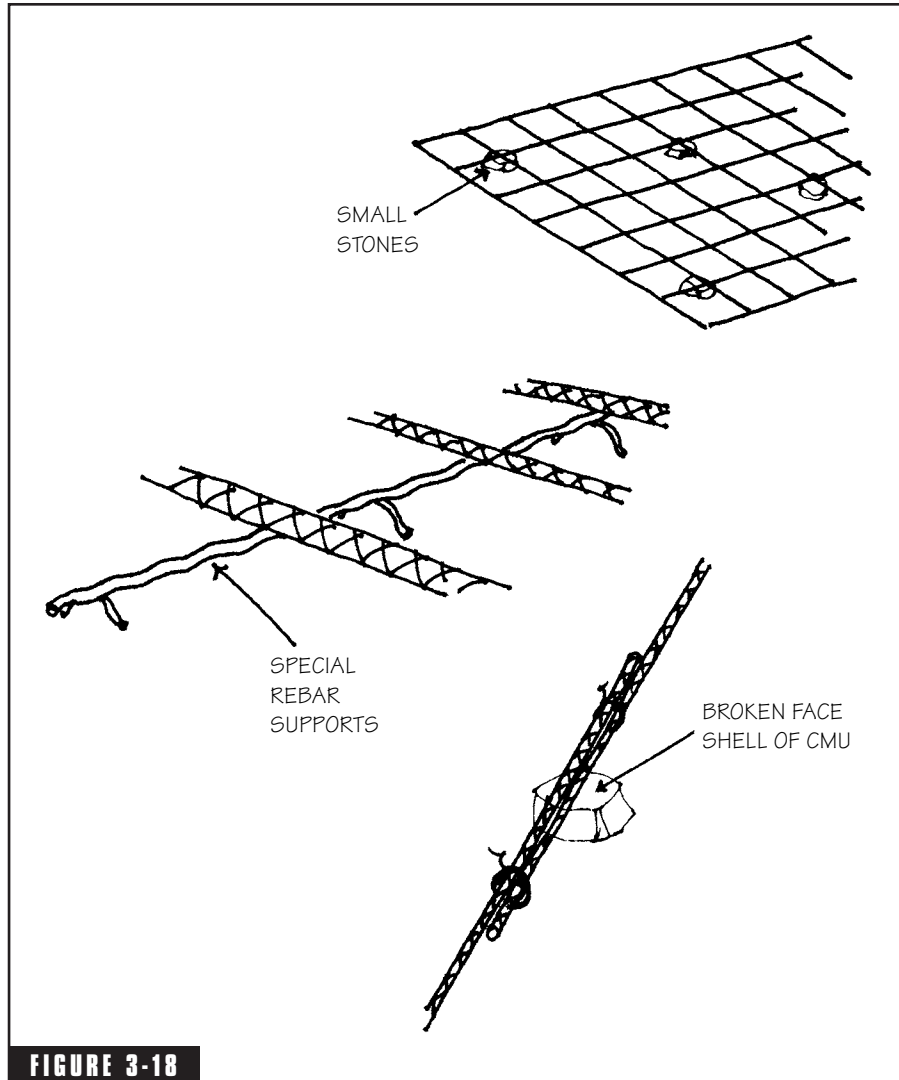 SMALL
STONES
SPECIAL
REBAR
SUPPORTS
BROKEN FACE
SHELL OF CMU
FIGURE 3-18